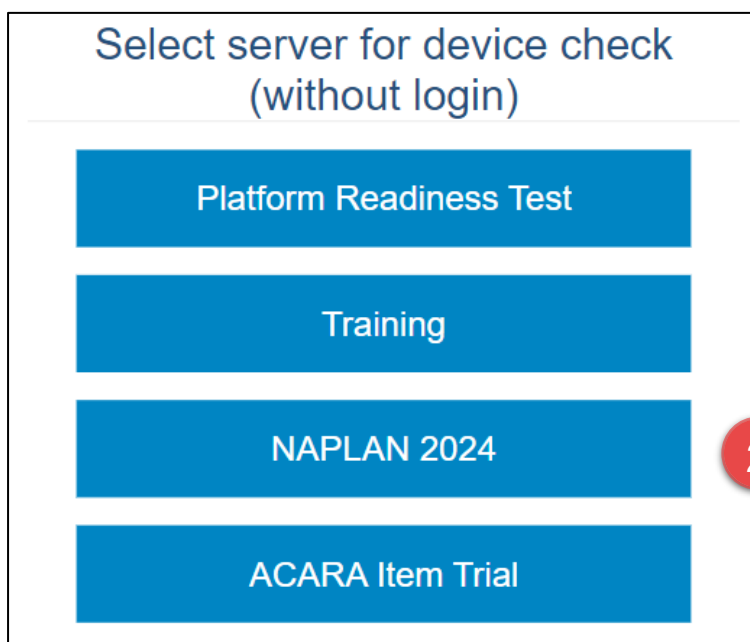 Select server for device check
(without login)
Platform Readiness Test
Training
NAPLAN 2024
ACARA Item Trial